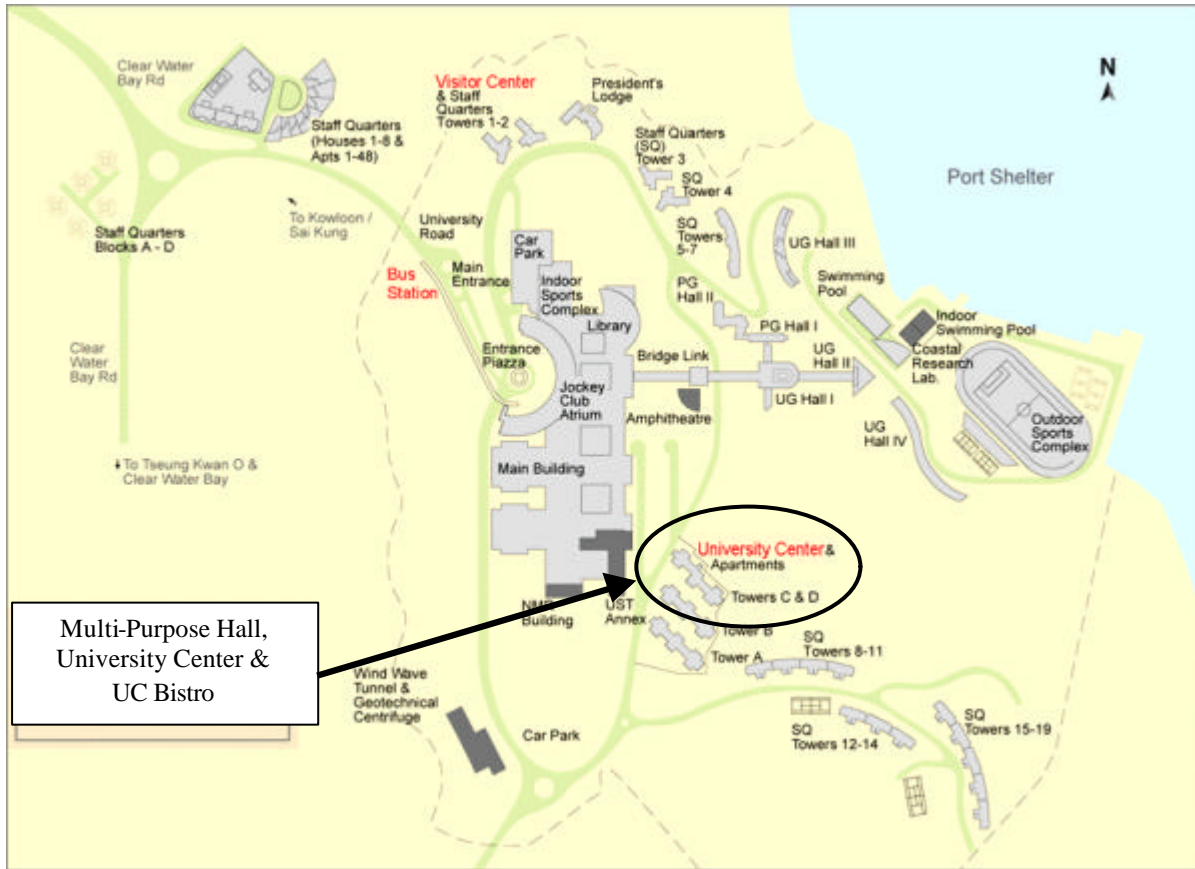 Clear Water
Bay Rd
Staff Quarters
(Houses 1-8 &
Apts 1-48)
Visitor Center
& Staff
Quarters
Towers 1-2
President's
Lodge
Staff Quarters
(SQ)
Tower 3
SQ
Tower 4
SQ
Towers
5-7
UG Hall III
N
Port Shelter
Staff Quarters
Blocks A - D
To Kowloon /
Sai Kung
University
Road
Main
Entrance
Bus
Station
Car
Park
Indoor
Sports
Complex
Library
Entrance
Piazza
Jockey
Club
Atrium
Bridge Link
Amphitheatre
PG
Hall II
PG Hall I
UG
Hall II
UG Hall I
Swimming
Pool
Indoor
Swimming Pool
Coastal
Research
Lab.
Outdoor
Sports
Complex
UG
Hall IV
Clear
Water
Bay Rd
To Tseung Kwan O &
Clear Water Bay
Main Building
University Center &
Apartments
Towers C & D
Tower B
Tower A
NMR
Building
UST
Annex
SQ
Towers 8-11
SQ
Towers 12-14
SQ
Towers 15-19
Multi-Purpose Hall,
University Center &
UC Bistro
Wind Wave
Tunnel &
Geotechnical
Centrifuge
Car Park